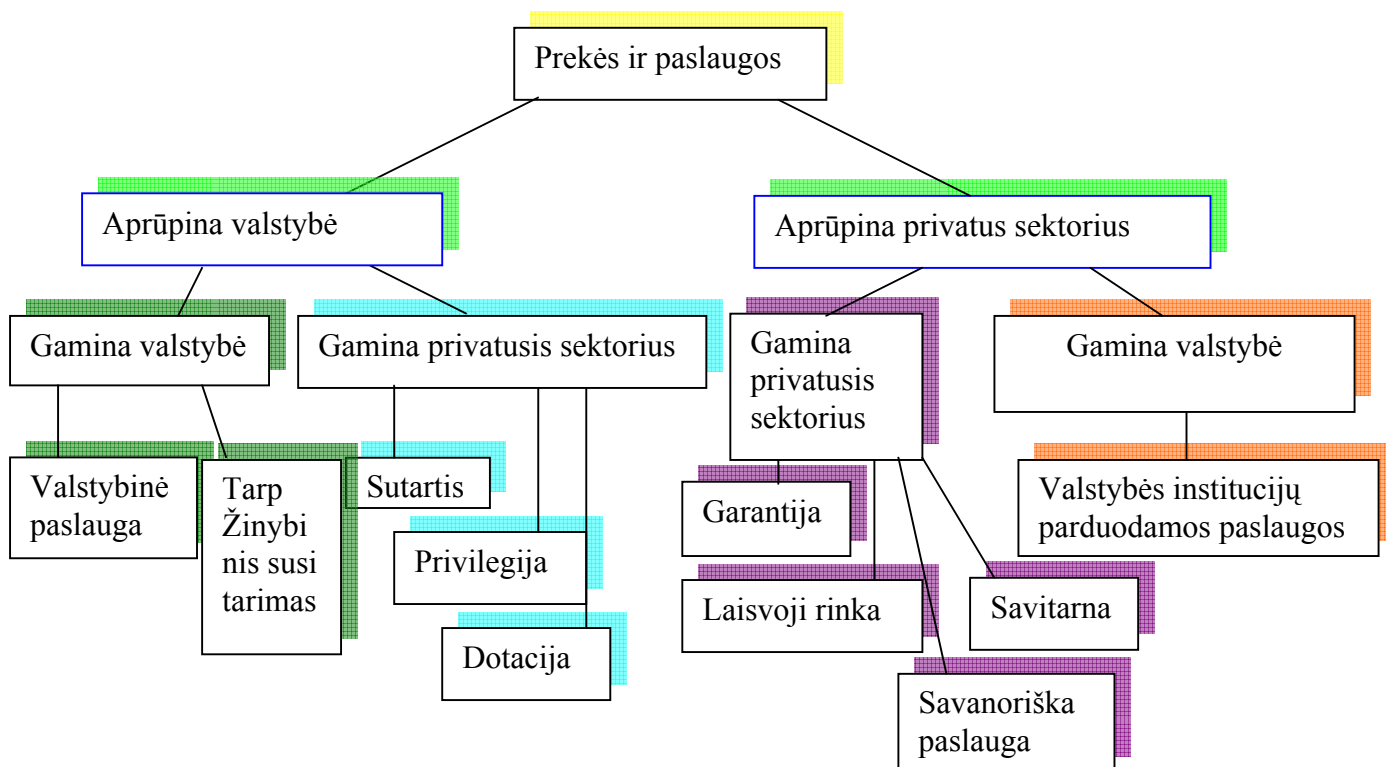 Prekės ir paslaugos
Aprūpina valstybė
Aprūpina privatus sektorius
Gamina valstybė
Gamina privatusis sektorius
Gamina
privatusis
sektorius
Gamina valstybė
Valstybinė
paslauga
Tarp
Žinybi
nis susi
tarimas
Sutartis
Privilegija
Dotacija
Garantija
Laisvoji rinka
Savanoriška
paslauga
Savitarna
Valstybės institucijų
parduodamos paslaugos